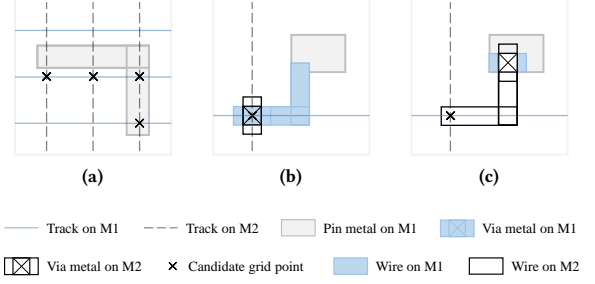 (a) (b) (c)
Track on M1 Track on M2 Pin metal on M1 Via metal on M1
Via metal on M2 Candidate grid point Wire on M1 Wire on M2